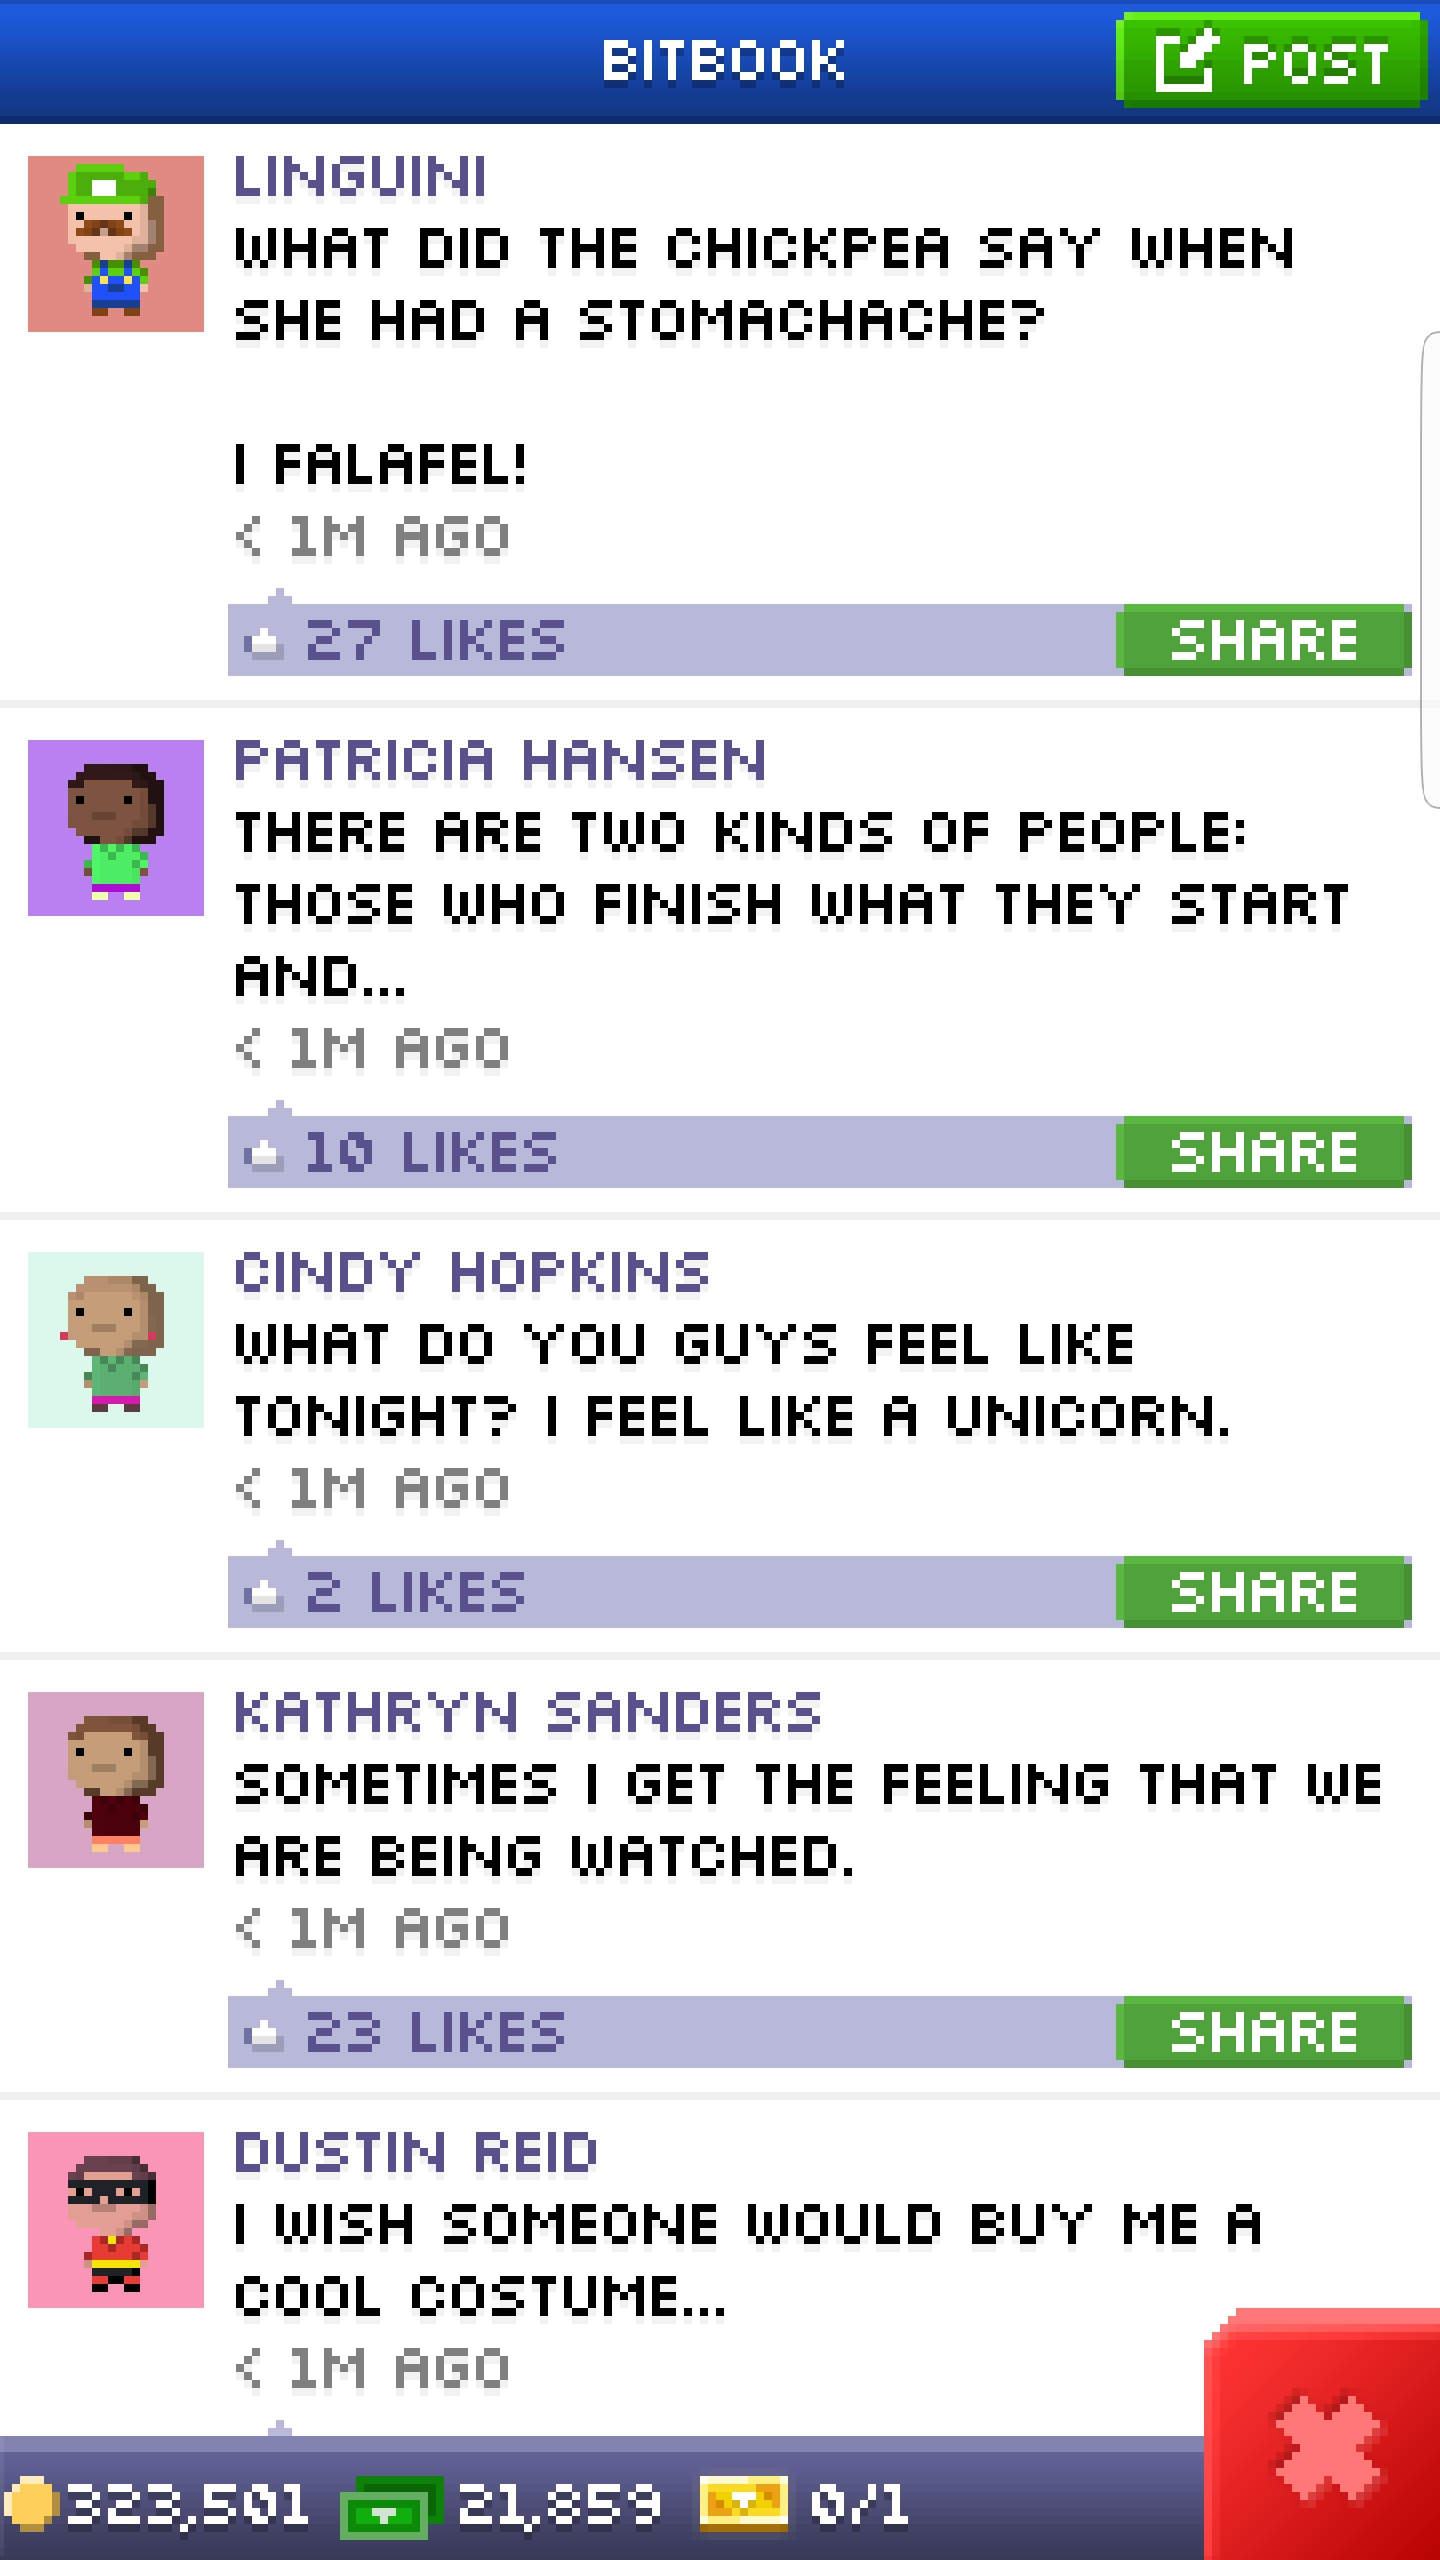 BITBOOK
POST
LINGUINI
WHAT DID THE CHICKPEA SAY WHEN
SHE HAD A STOMACHACHE?
I FALAFEL!
< 1M AGO
27 LIKES
SHARE
PATRICIA HANSEN
THERE ARE TWO KINDS OF PEOPLE:
THOSE WHO FINISH WHAT THEY START
AND...
< 1M AGO
10 LIKES
SHARE
CINDY HOPKINS
WHAT DO YOU GUYS FEEL LIKE
TONIGHT? I FEEL LIKE A UNICORN.
< 1M AGO
2 LIKES
SHARE
KATHRYN SANDERS
SOMETIMES I GET THE FEELING THAT WE
ARE BEING WATCHED.
< 1M AGO
23 LIKES
SHARE
DUSTIN REID
I WISH SOMEONE WOULD BUY ME A
COOL COSTUME...
< 1M AGO
323,501 21,859 0/1